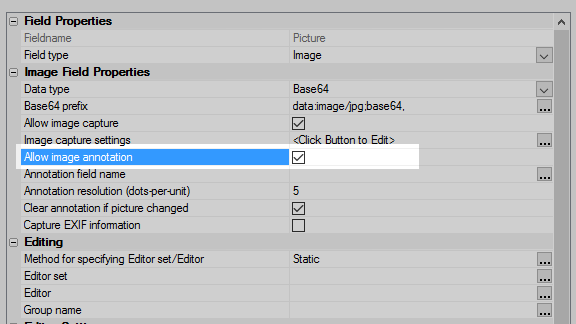 Field Properties
Fieldname Picture
Field type Image
Image Field Properties
Data type Base64
Base64 prefix data:image/jpg;base64,
Allow image capture
Image capture settings <Click Button to Edit>
Allow image annotation
Annotation field name
Annotation resolution (dots-per-unit) 5
Clear annotation if picture changed
Capture EXIF information
Editing
Method for specifying Editor set/Editor Static
Editor set
Editor
Group name